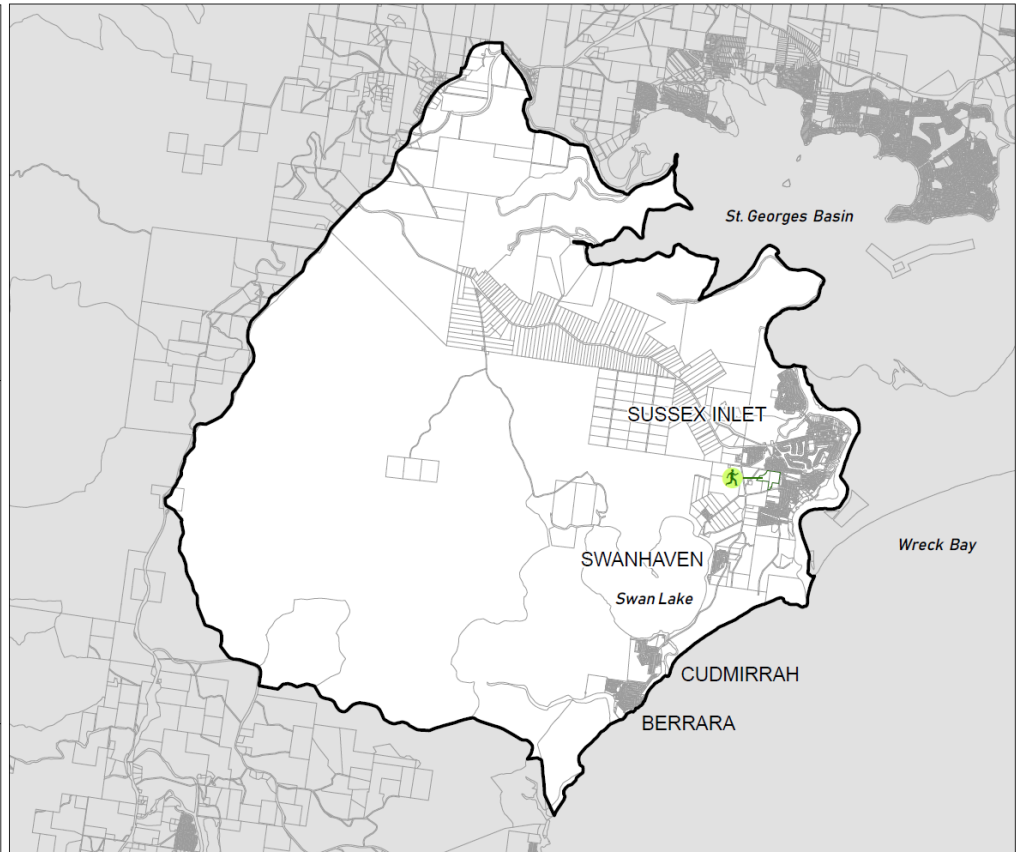 St. Georges Basin
SUSSEX INLET
Wreck Bay
SWANHAVEN
Swan Lake
CUDMIRRAH
BERRARA